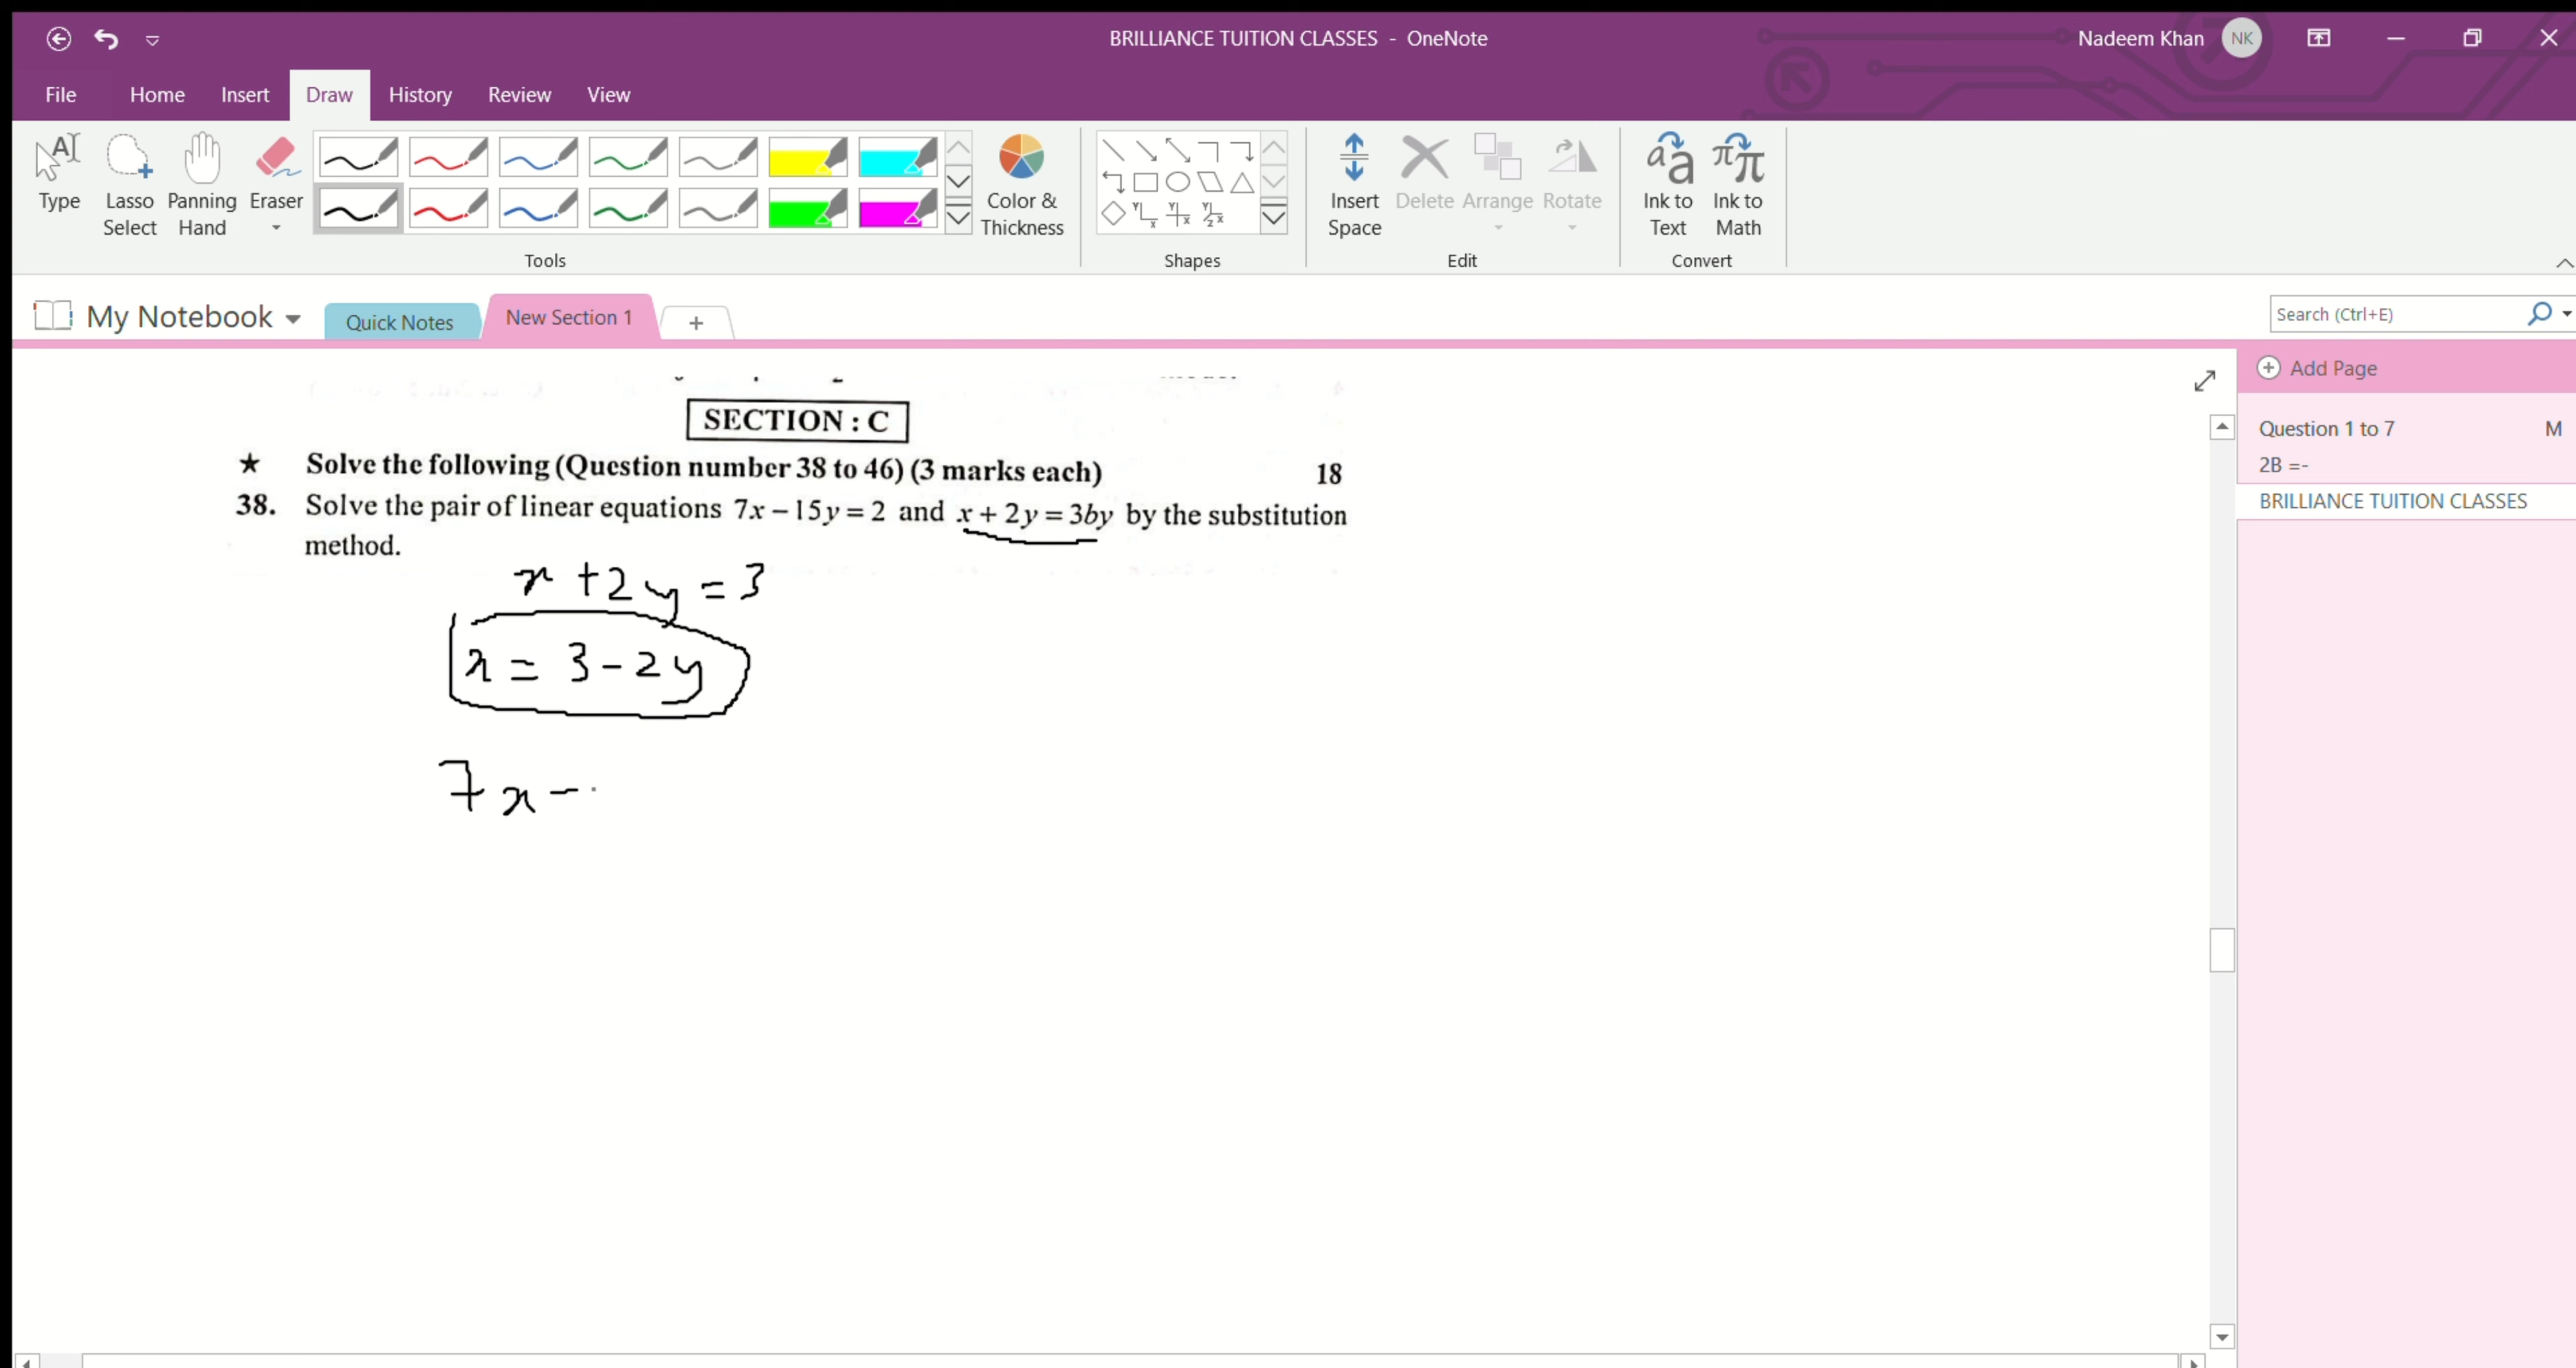 BRILLIANCE TUITION CLASSES - OneNote
Nadeem Khan NK
File Home Insert Draw History Review View
Type
Lasso Select
Panning Hand
Eraser
Color & Thickness
Insert Space
Delete
Arrange
Rotate
Ink to Text
Ink to Math
Tools Shapes Edit Convert
My Notebook Quick Notes New Section 1 +
Search (Ctrl+E)
Add Page
Question 1 to 7 M
2B =-
BRILLIANCE TUITION CLASSES
SECTION : C
★ Solve the following (Question number 38 to 46) (3 marks each) 18
38. Solve the pair of linear equations 7x – 15y = 2 and x + 2y = 3by by the substitution
method.
x + 2y = 3
x = 3 - 2y
7x -